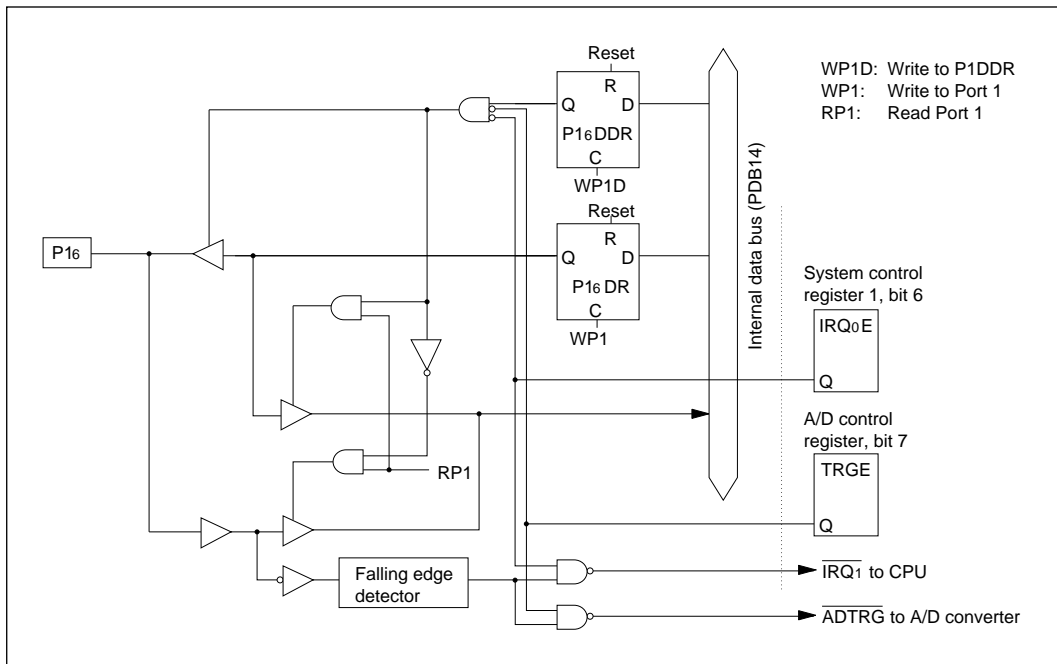 Reset
R
Q
D
P16DDR
C
WP1D
WP1D: Write to P1DDR
WP1: Write to Port 1
RP1: Read Port 1
Internal data bus (PDB14)
Reset
R
P16
Q
D
P16 DR
C
WP1
System control
register 1, bit 6
IRQ0E
Q
A/D control
register, bit 7
RP1
TRGE
Q
Falling edge
detector
IRQ1 to CPU
ADTRG to A/D converter